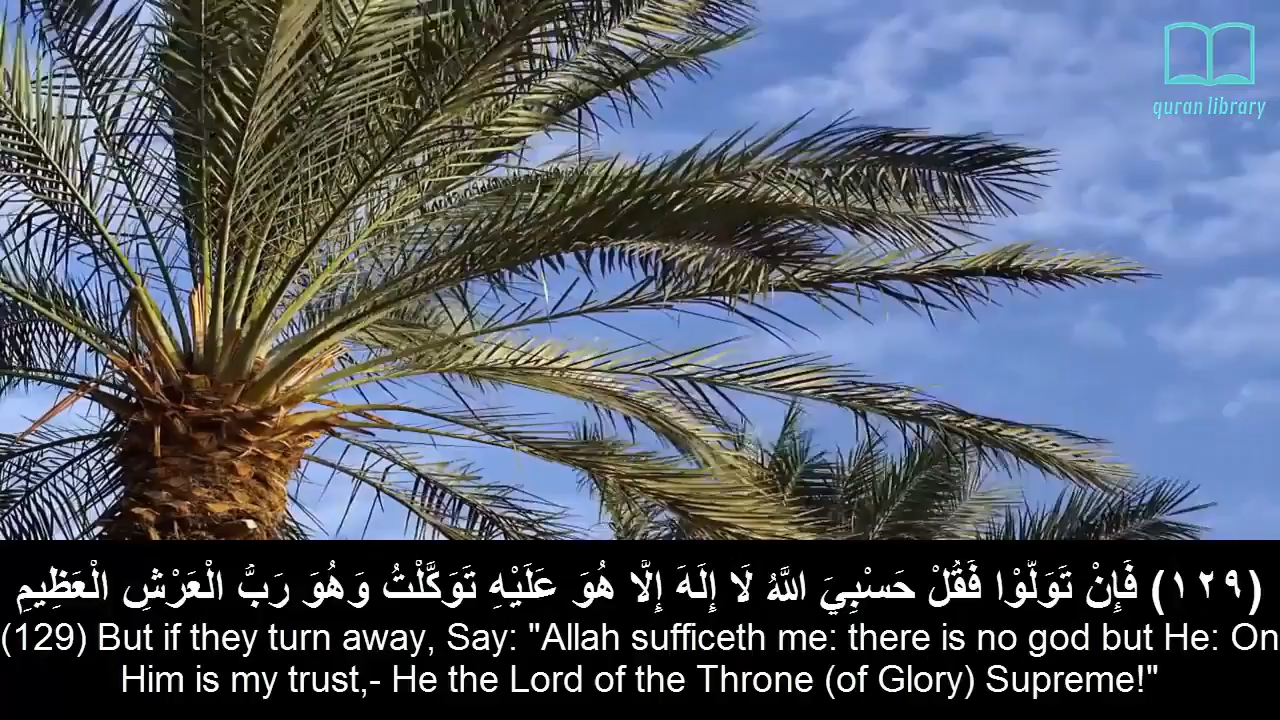 quran library
(١٢٩) فَإِنْ تَوَلَّوْا فَقُلْ حَسْبِيَ اللَّهُ لَا إِلَهَ إِلَّا هُوَ عَلَيْهِ تَوَكَّلْتُ وَهُوَ رَبَّ الْعَرْشِ الْعَظِيمِ
(129) But if they turn away, Say: "Allah sufficeth me: there is no god but He: On
Him is my trust,- He the Lord of the Throne (of Glory) Supreme!"